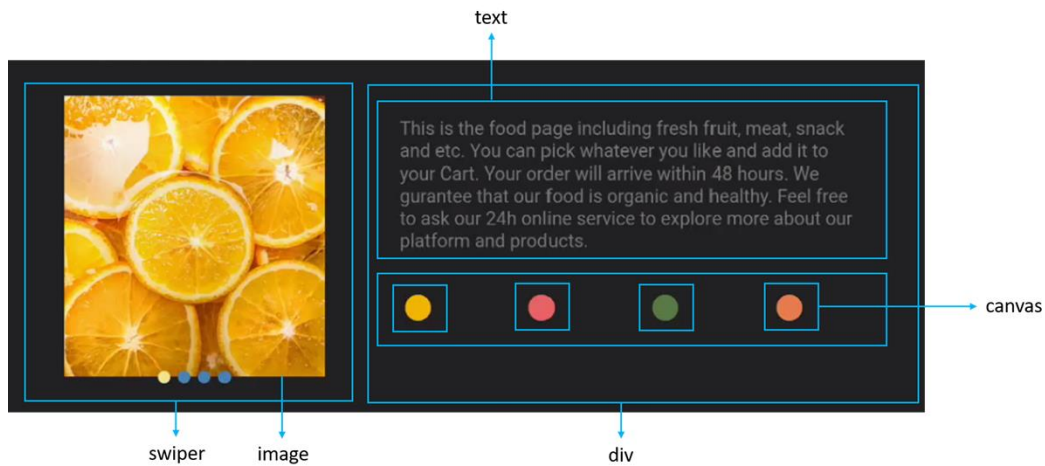 text
This is the food page including fresh fruit, meat, snack
and etc. You can pick whatever you like and add it to
your Cart. Your order will arrive within 48 hours. We
gurantee that our food is organic and healthy. Feel free
to ask our 24h online service to explore more about our
platform and products.
canvas
swiper
image
div